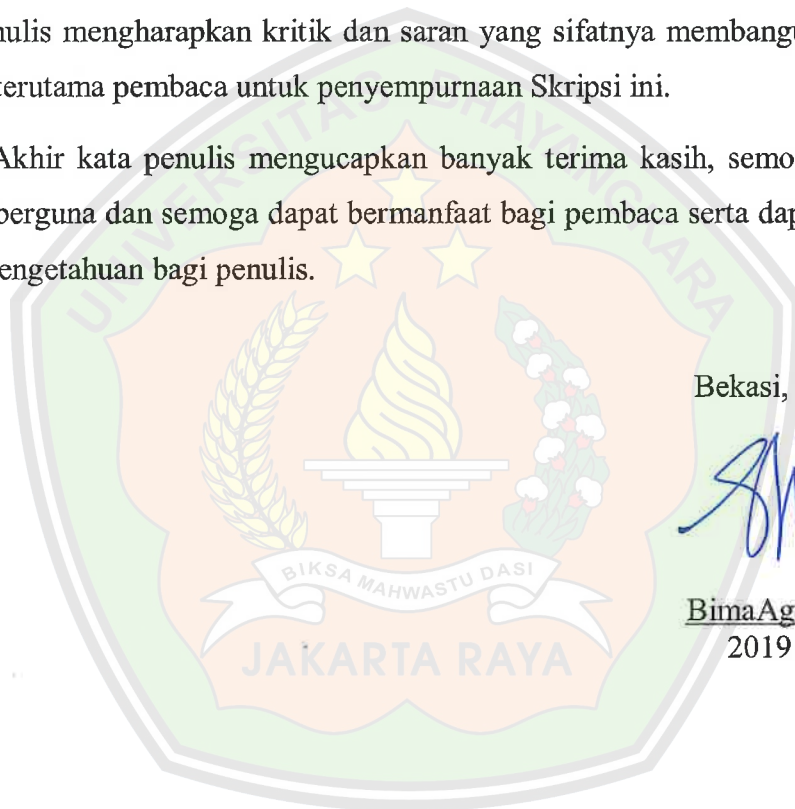 nulis mengharapkan kritik dan saran yang sifatnya membangu
terutama pembaca untuk penyempurnaan Skripsi ini.
Akhir kata penulis mengucapkan banyak terima kasih, semo
berguna dan semoga dapat bermanfaat bagi pembaca serta dap
engetahuan bagi penulis.
UNIVERSITAS BHAYANGKARA
Bekasi,
BIKSA MAHWASTU DASI
BimaAg
2019
JAKARTA RAYA